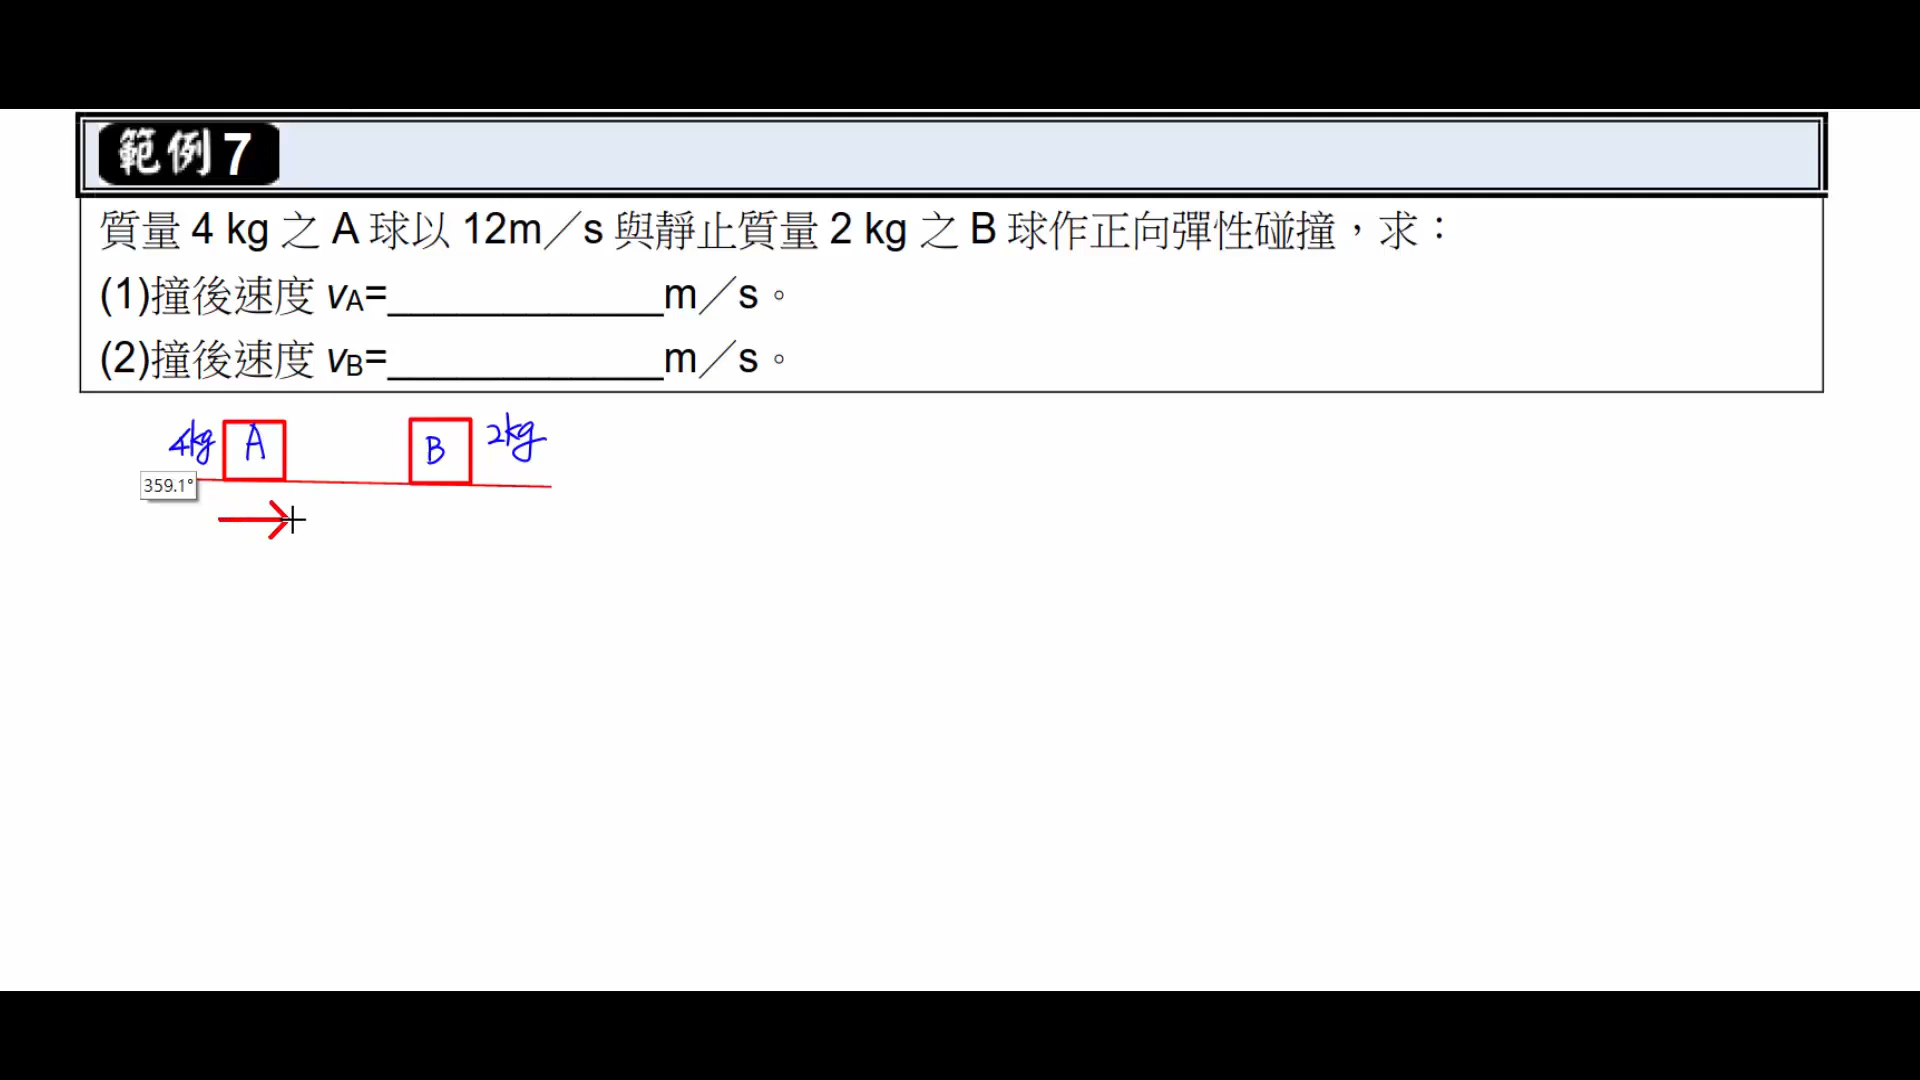 範例 7
質量 4 kg 之 A 球以 12m／s 與靜止質量 2 kg 之 B 球作正向彈性碰撞，求：
(1)撞後速度 vA=____________m／s。
(2)撞後速度 vB=____________m／s。
4kg A B 2kg
359.1°